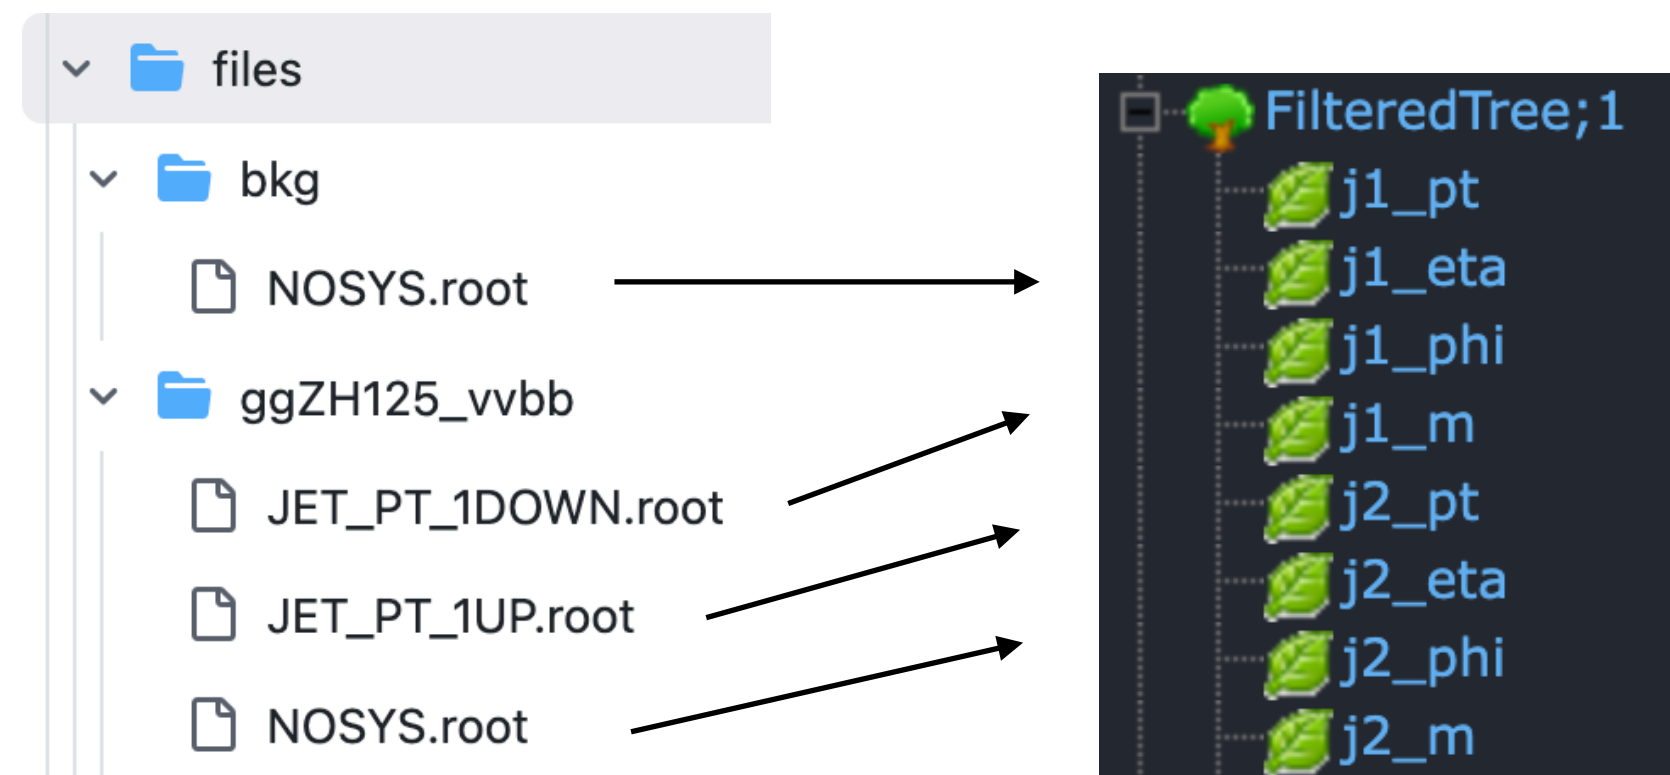 files
bkg
NOSYS.root
ggZH125_vvbb
JET_PT_1DOWN.root
JET_PT_1UP.root
NOSYS.root
FilteredTree;1
j1_pt
j1_eta
j1_phi
j1_m
j2_pt
j2_eta
j2_phi
j2_m